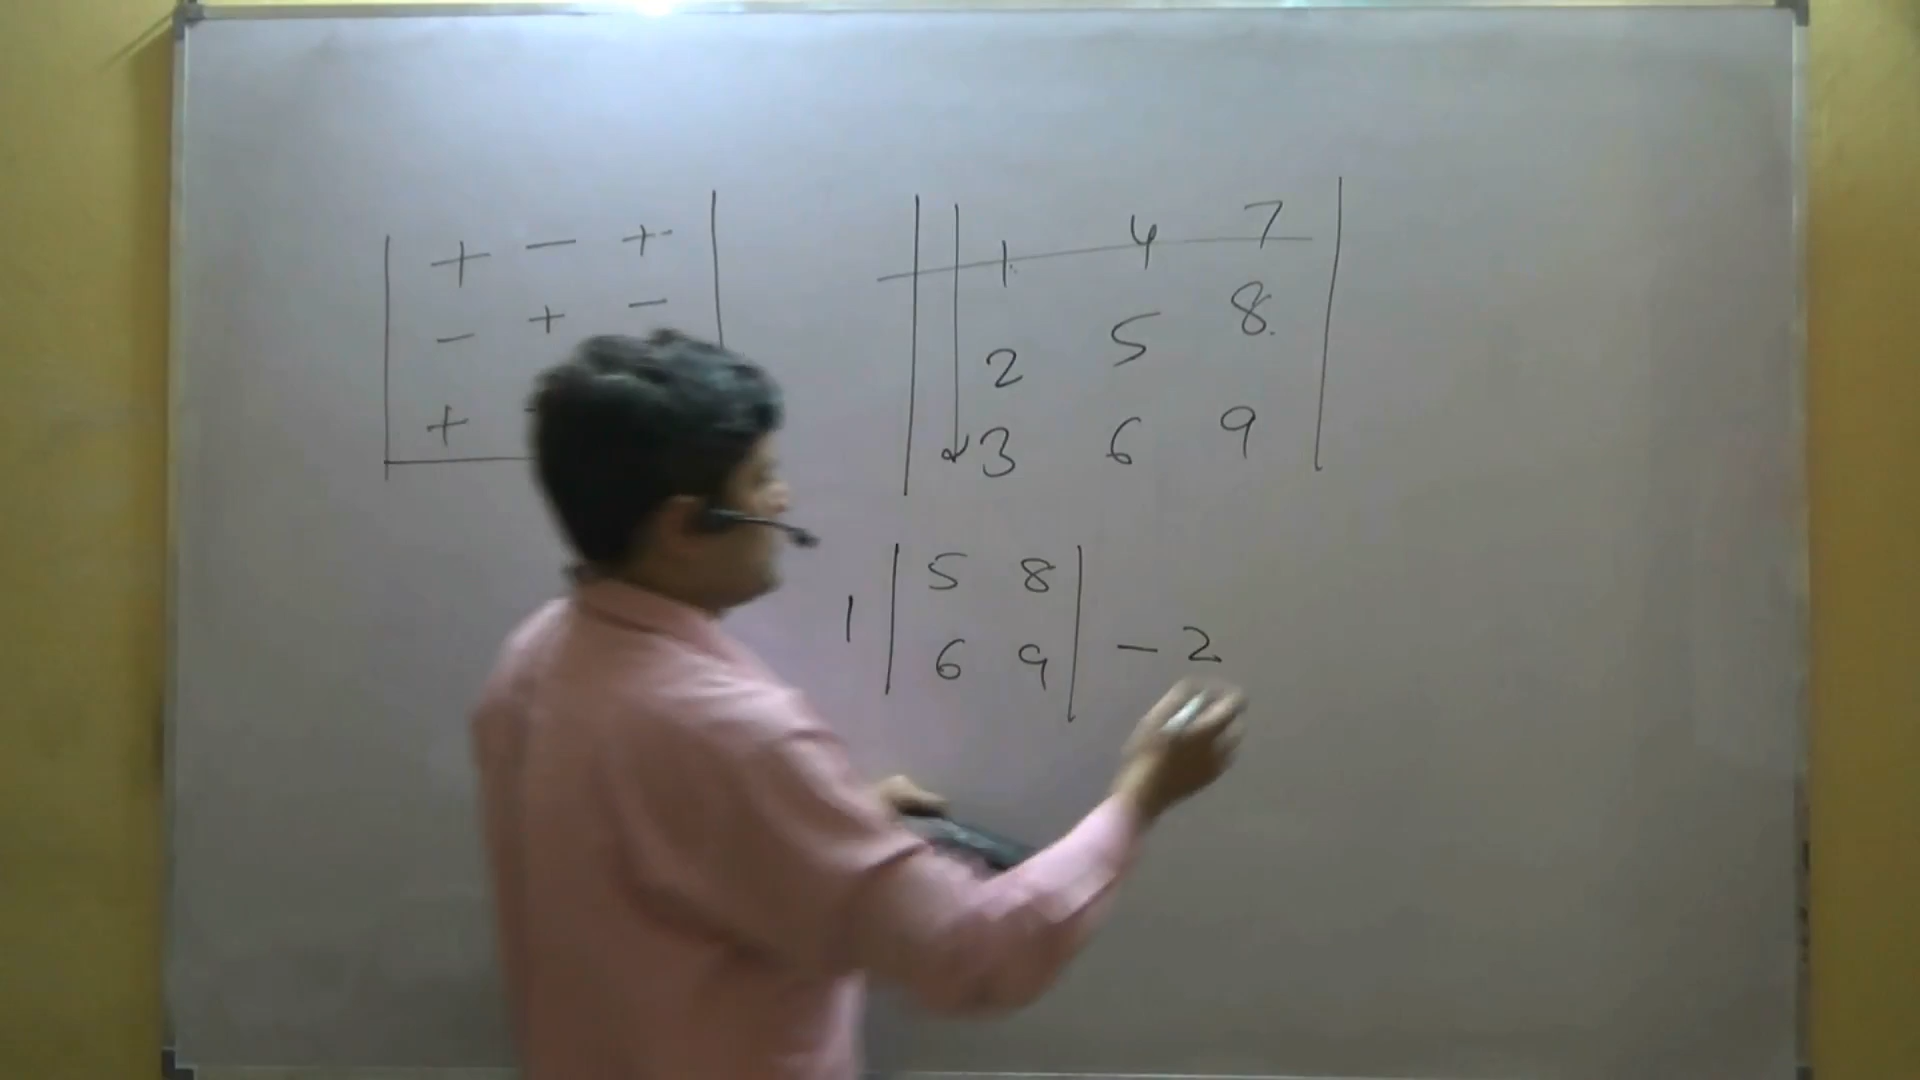 + − +
− + −
+
1 4 7
2 5 8
3 6 9
1 | 5 8 | − 2
| 6 9 |